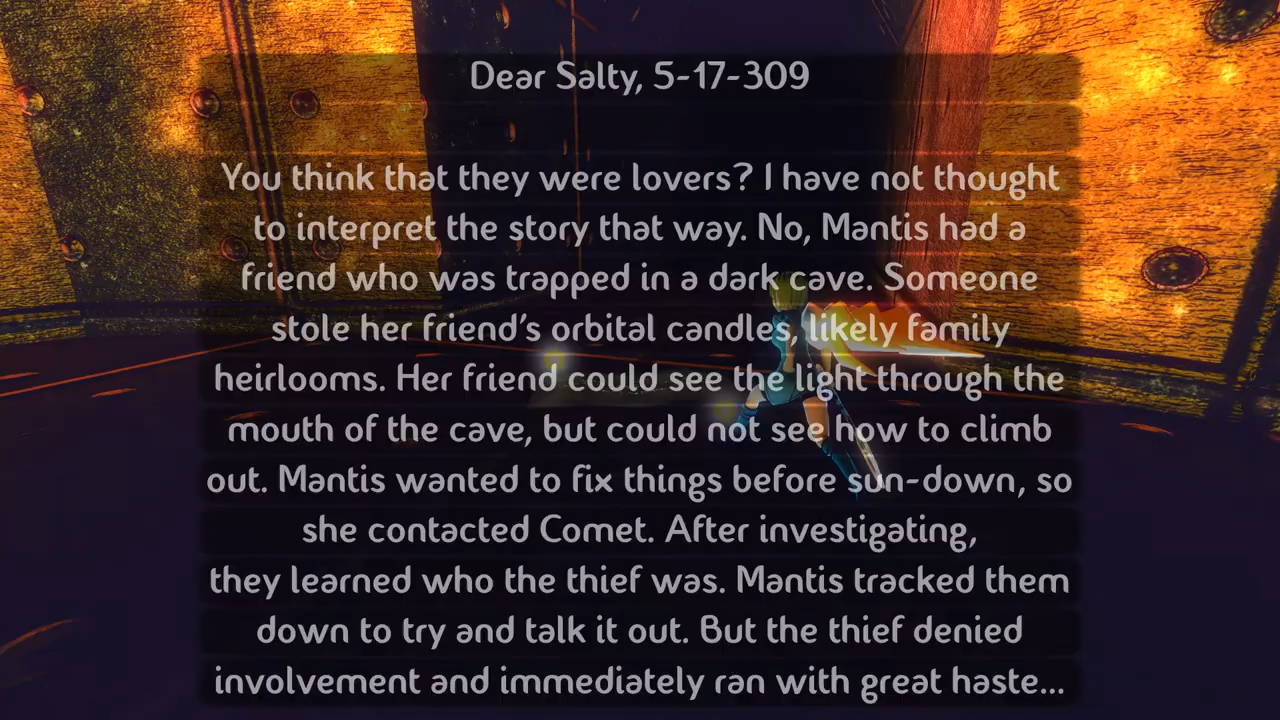 Dear Salty, 5-17-309
You think that they were lovers? I have not thought
to interpret the story that way. No, Mantis had a
friend who was trapped in a dark cave. Someone
stole her friend's orbital candles, likely family
heirlooms. Her friend could see the light through the
mouth of the cave, but could not see how to climb
out. Mantis wanted to fix things before sun-down, so
she contacted Comet. After investigating,
they learned who the thief was. Mantis tracked them
down to try and talk it out. But the thief denied
involvement and immediately ran with great haste...